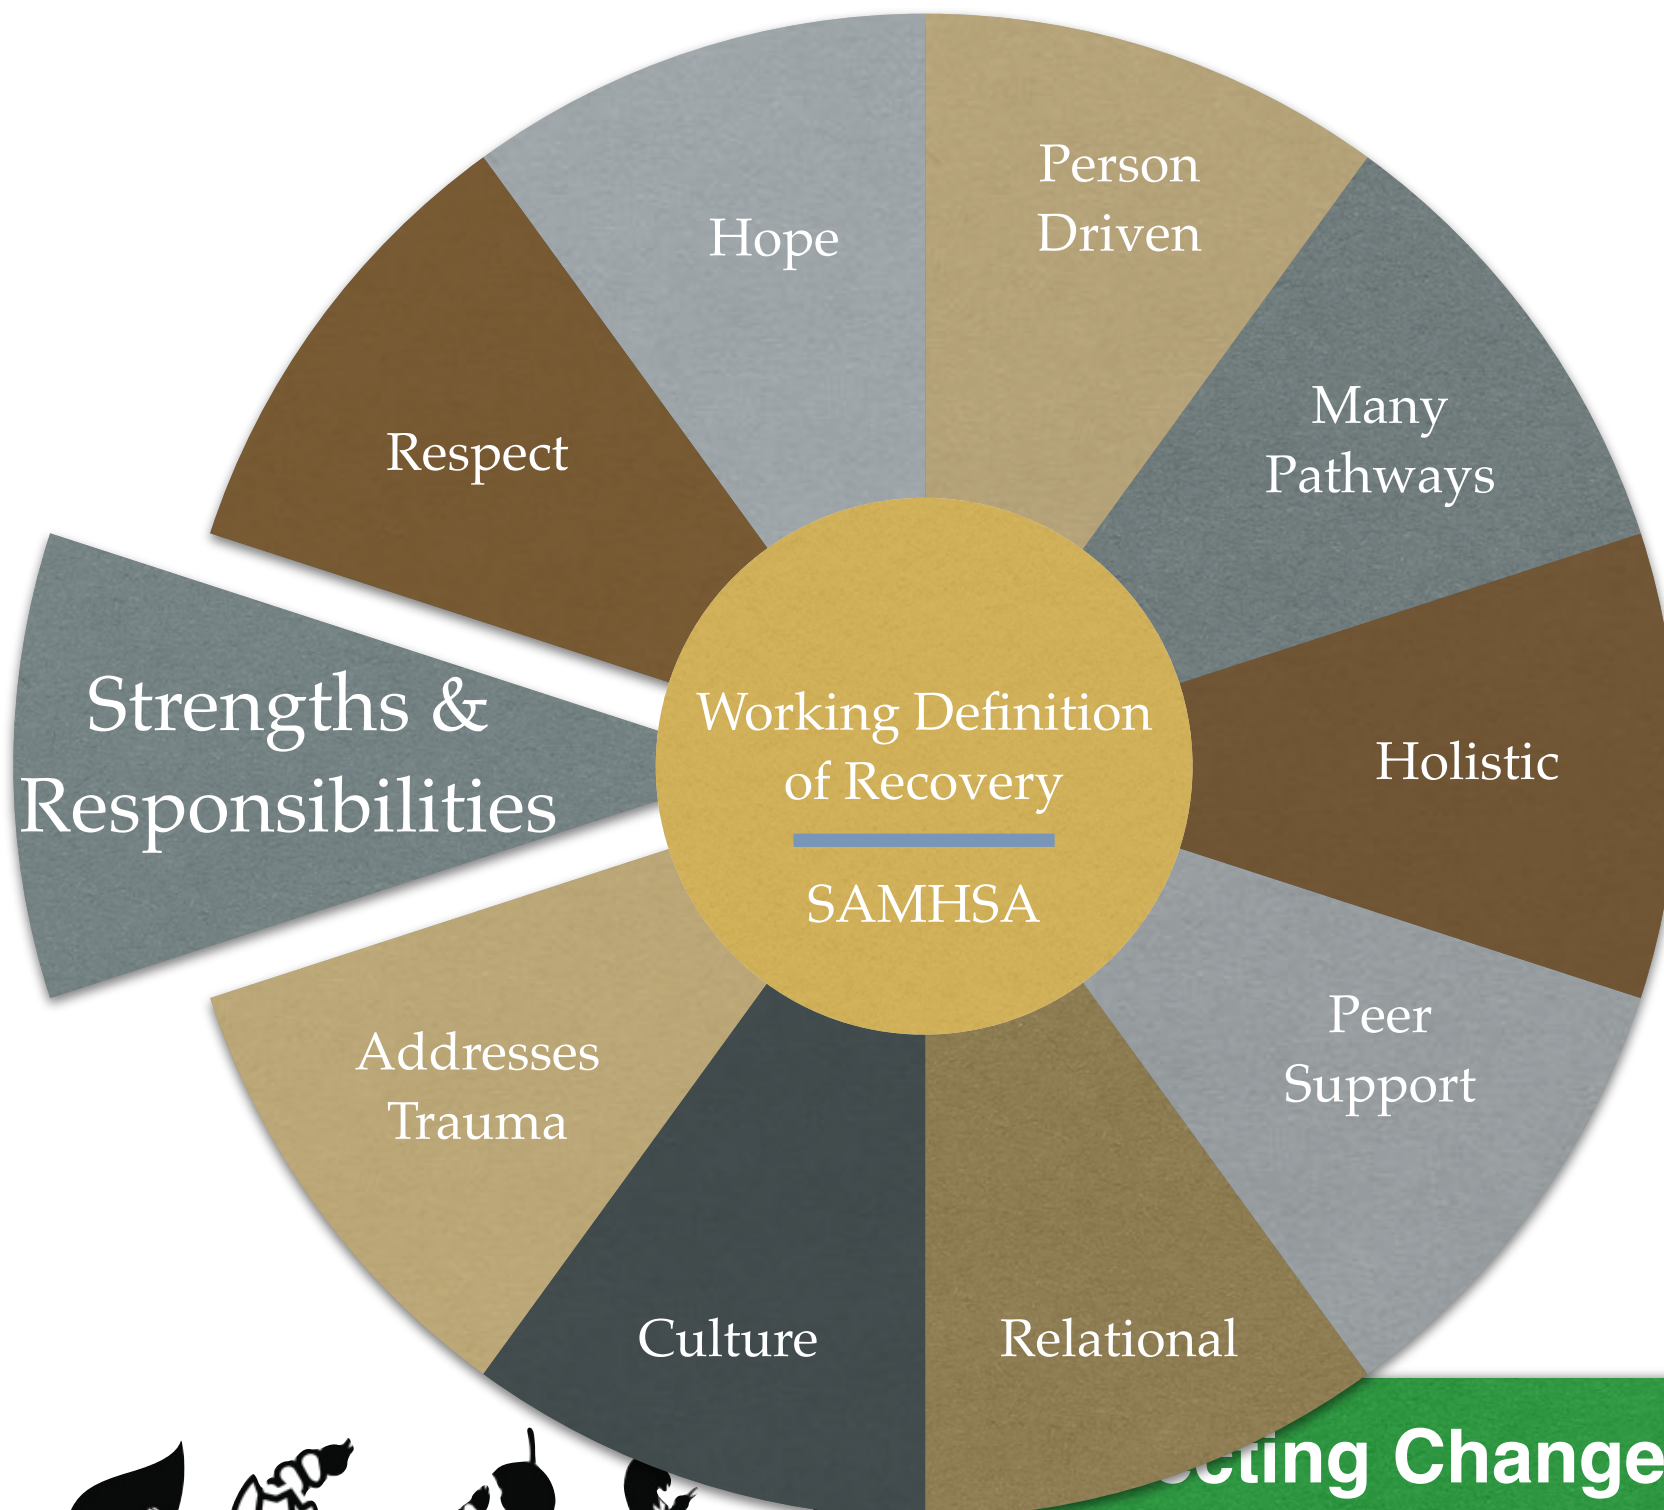 Hope
Person
Driven
Many
Pathways
Holistic
Peer
Support
Relational
Culture
Addresses
Trauma
Strengths &
Responsibilities
Respect
Working Definition
of Recovery
SAMHSA
Change